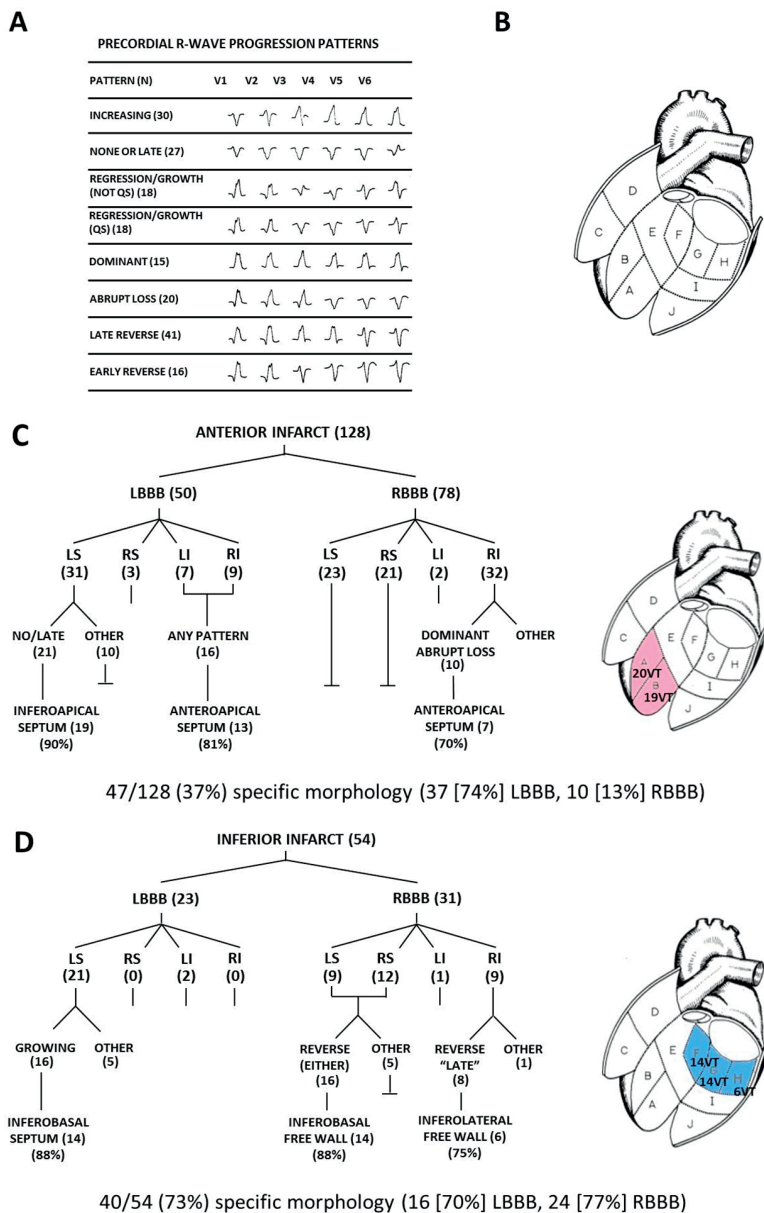 A
B
PRECORDIAL R-WAVE PROGRESSION PATTERNS
PATTERN (N) V1 V2 V3 V4 V5 V6
INCREASING (30)
NONE OR LATE (27)
REGRESSION/GROWTH
(NOT QS) (18)
REGRESSION/GROWTH
(QS) (18)
DOMINANT (15)
ABRUPT LOSS (20)
LATE REVERSE (41)
EARLY REVERSE (16)
D
C
B
A
E
F
G
H
I
J
C
ANTERIOR INFARCT (128)
LBBB (50) RBBB (78)
LS RS LI RI LS RS LI RI
(31) (3) (7) (9) (23) (21) (2) (32)
NO/LATE OTHER ANY PATTERN DOMINANT OTHER
(21) (10) (16) ABRUPT LOSS
(10)
INFEROAPICAL ANTEROAPICAL ANTEROAPICAL
SEPTUM (19) SEPTUM (13) SEPTUM (7)
(90%) (81%) (70%)
D
C
E
F
G
H
I
J
A
20VT
B
19VT
47/128 (37%) specific morphology (37 [74%] LBBB, 10 [13%] RBBB)
D
INFERIOR INFARCT (54)
LBBB (23) RBBB (31)
LS RS LI RI LS RS LI RI
(21) (0) (2) (0) (9) (12) (1) (9)
GROWING OTHER REVERSE OTHER REVERSE OTHER
(16) (5) (EITHER) (5) "LATE" (1)
(16) (8)
INFEROBASAL INFEROBASAL INFEROLATERAL
SEPTUM (14) FREE WALL (14) FREE WALL (6)
(88%) (88%) (75%)
D
C
B
A
E
F
14VT
G
14VT
H
6VT
I
J
40/54 (73%) specific morphology (16 [70%] LBBB, 24 [77%] RBBB)